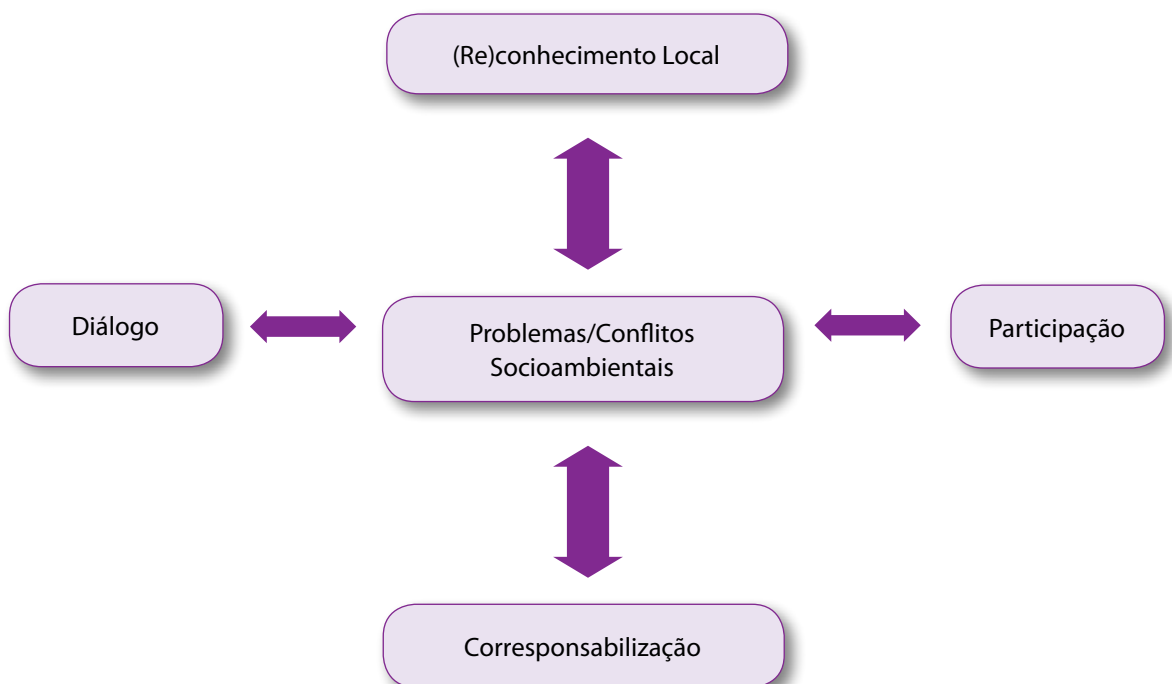 (Re)conhecimento Local
Diálogo
Problemas/Conflitos
Socioambientais
Participação
Corresponsabilização